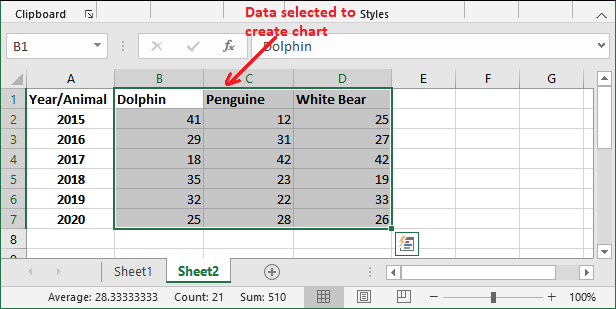 Clipboard Styles
Data selected to
create chart
B1 fx Dolphin
A B C D E F G
1 Year/Animal Dolphin Penguine White Bear
2 2015 41 12 25
3 2016 29 31 27
4 2017 18 42 42
5 2018 35 23 19
6 2019 32 22 33
7 2020 25 28 26
8
Sheet1 Sheet2
Average: 28.33333333 Count: 21 Sum: 510 100%